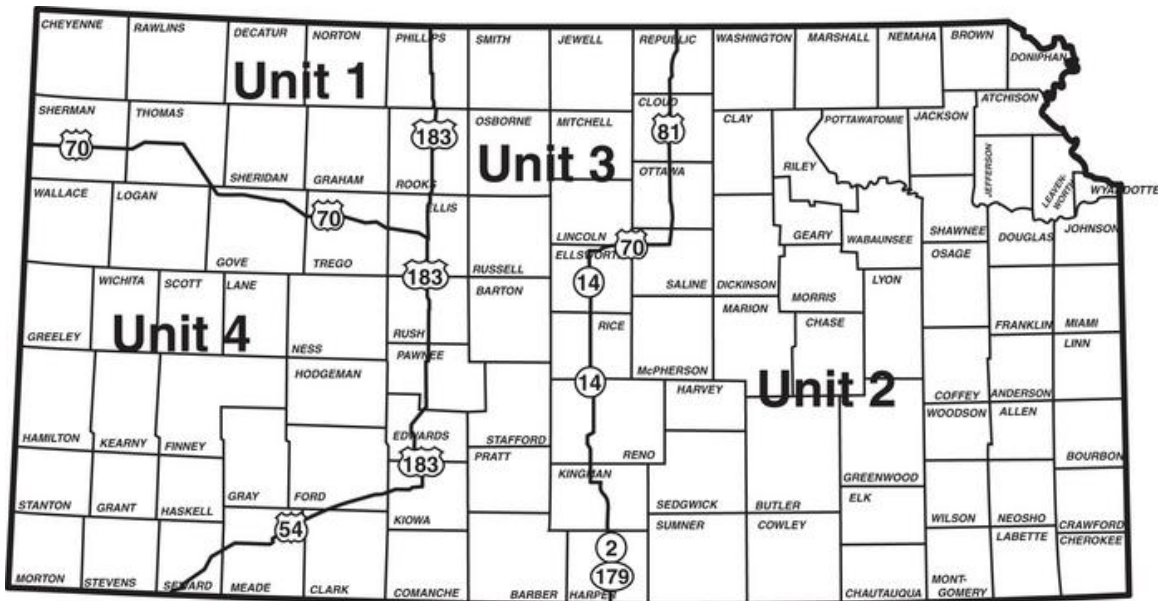 CHEYENNE
RAWLINS
DECATUR
NORTON
PHILLIPS
SMITH
JEWELL
REPUBLIC
WASHINGTON
MARSHALL
NEMAHA
BROWN
DONIPHAN
Unit 1
SHERMAN
THOMAS
SHERIDAN
GRAHAM
ROOKS
OSBORNE
MITCHELL
CLOUD
CLAY
RILEY
POTTAWATOMIE
JACKSON
ATCHISON
JEFFERSON
LEAVEN-
WORTH
WYANDOTTE
70
183
81
Unit 3
OTTAWA
WALLACE
LOGAN
GOVE
TREGO
ELLIS
RUSSELL
LINCOLN
ELLSWORTH
SALINE
DICKINSON
GEARY
WABAUNSEE
SHAWNEE
DOUGLAS
JOHNSON
70
183
70
14
OSAGE
MORRIS
LYON
FRANKLIN
MIAMI
GREELEY
WICHITA
SCOTT
LANE
NESS
RUSH
BARTON
RICE
McPHERSON
MARION
CHASE
COFFEY
ANDERSON
LINN
Unit 4
14
Unit 2
HODGEMAN
PAWNEE
HAMILTON
KEARNY
FINNEY
EDWARDS
STAFFORD
RENO
HARVEY
WOODSON
ALLEN
BOURBON
183
GRAY
FORD
PRATT
KINGMAN
SEDGWICK
BUTLER
GREENWOOD
STANTON
GRANT
HASKELL
KIOWA
ELK
WILSON
NEOSHO
CRAWFORD
54
2
179
SUMNER
COWLEY
LABETTE
CHEROKEE
MORTON
STEVENS
SEWARD
MEADE
CLARK
COMANCHE
BARBER
HARPER
CHAUTAUQUA
MONT-
GOMERY